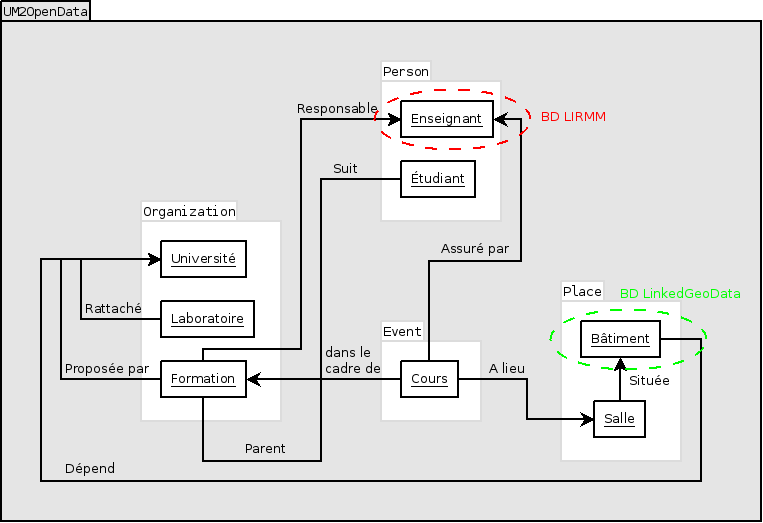 UM2OpenData
Person
Responsable
Enseignant
BD LIRMM
Suit
Étudiant
Organization
Assuré par
Université
Place
BD LinkedGeoData
Rattaché
Laboratoire
Event
Bâtiment
Proposée par
Formation
dans le
cadre de
Cours
A lieu
Située
Salle
Parent
Dépend